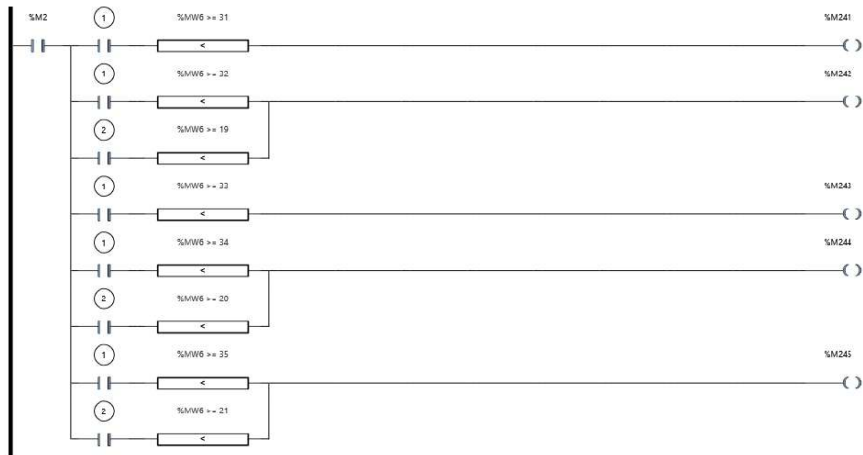 %M2 1 %MW6 >= 31 %M241
<
1 %MW6 >= 32 %M242
<
2 %MW6 >= 19
<
1 %MW6 >= 33 %M243
<
1 %MW6 >= 34 %M244
<
2 %MW6 >= 20
<
1 %MW6 >= 35 %M245
<
2 %MW6 >= 21
<